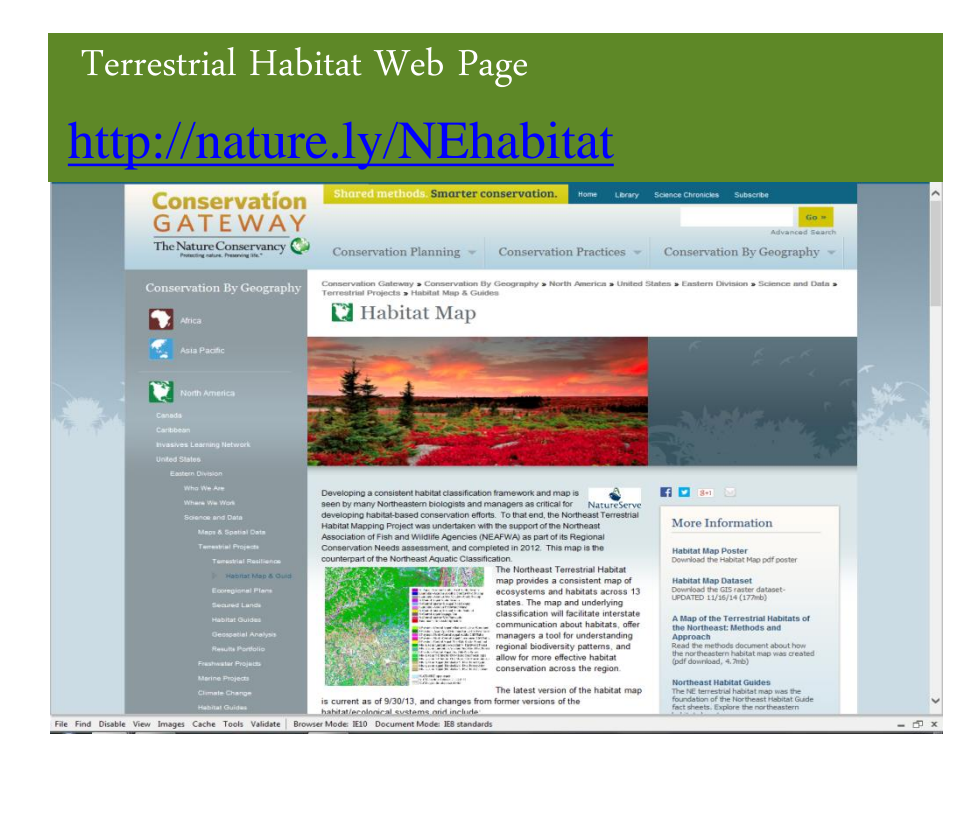 Terrestrial Habitat Web Page
http://nature.ly/NEhabitat
Conservation
GATEWAY
The Nature Conservancy
Protecting nature. Preserving life.™
Shared methods. Smarter conservation.
Home Library Science Chronicles Subscribe
Go »
Advanced Search
Conservation Planning Conservation Practices Conservation By Geography
Conservation By Geography
Africa
Asia Pacific
North America
Canada
Caribbean
Invasives Learning Network
United States
Eastern Division
Who We Are
Where We Work
Science and Data
Maps & Spatial Data
Terrestrial Projects
Terrestrial Resilience
Habitat Map & Guid
Ecoregional Plans
Secured Lands
Habitat Guides
Geospatial Analysis
Results Portfolio
Freshwater Projects
Marine Projects
Climate Change
Habitat Guides
Conservation Gateway » Conservation By Geography » North America » United States » Eastern Division » Science and Data »
Terrestrial Projects » Habitat Map & Guides
Habitat Map
Developing a consistent habitat classification framework and map is
seen by many Northeastern biologists and managers as critical for
developing habitat-based conservation efforts. To that end, the Northeast Terrestrial
Habitat Mapping Project was undertaken with the support of the Northeast
Association of Fish and Wildlife Agencies (NEAFWA) as part of its Regional
Conservation Needs assessment, and completed in 2012. This map is the
counterpart of the Northeast Aquatic Classification.
NatureServe
The Northeast Terrestrial Habitat
map provides a consistent map of
ecosystems and habitats across 13
states. The map and underlying
classification will facilitate interstate
communication about habitats, offer
managers a tool for understanding
regional biodiversity patterns, and
allow for more effective habitat
conservation across the region.
The latest version of the habitat map
is current as of 9/30/13, and changes from former versions of the
habitat/ecological systems grid include:
More Information
Habitat Map Poster
Download the Habitat Map pdf poster
Habitat Map Dataset
Download the GIS raster dataset-
UPDATED 11/16/14 (177mb)
A Map of the Terrestrial Habitats of
the Northeast: Methods and
Approach
Read the methods document about how
the northeastern habitat map was created
(pdf download, 4.7mb)
Northeast Habitat Guides
The NE terrestrial habitat map was the
foundation of the Northeast Habitat Guide
fact sheets. Explore the northeastern
File Find Disable View Images Cache Tools Validate Browser Mode: IE10 Document Mode: IE8 standards